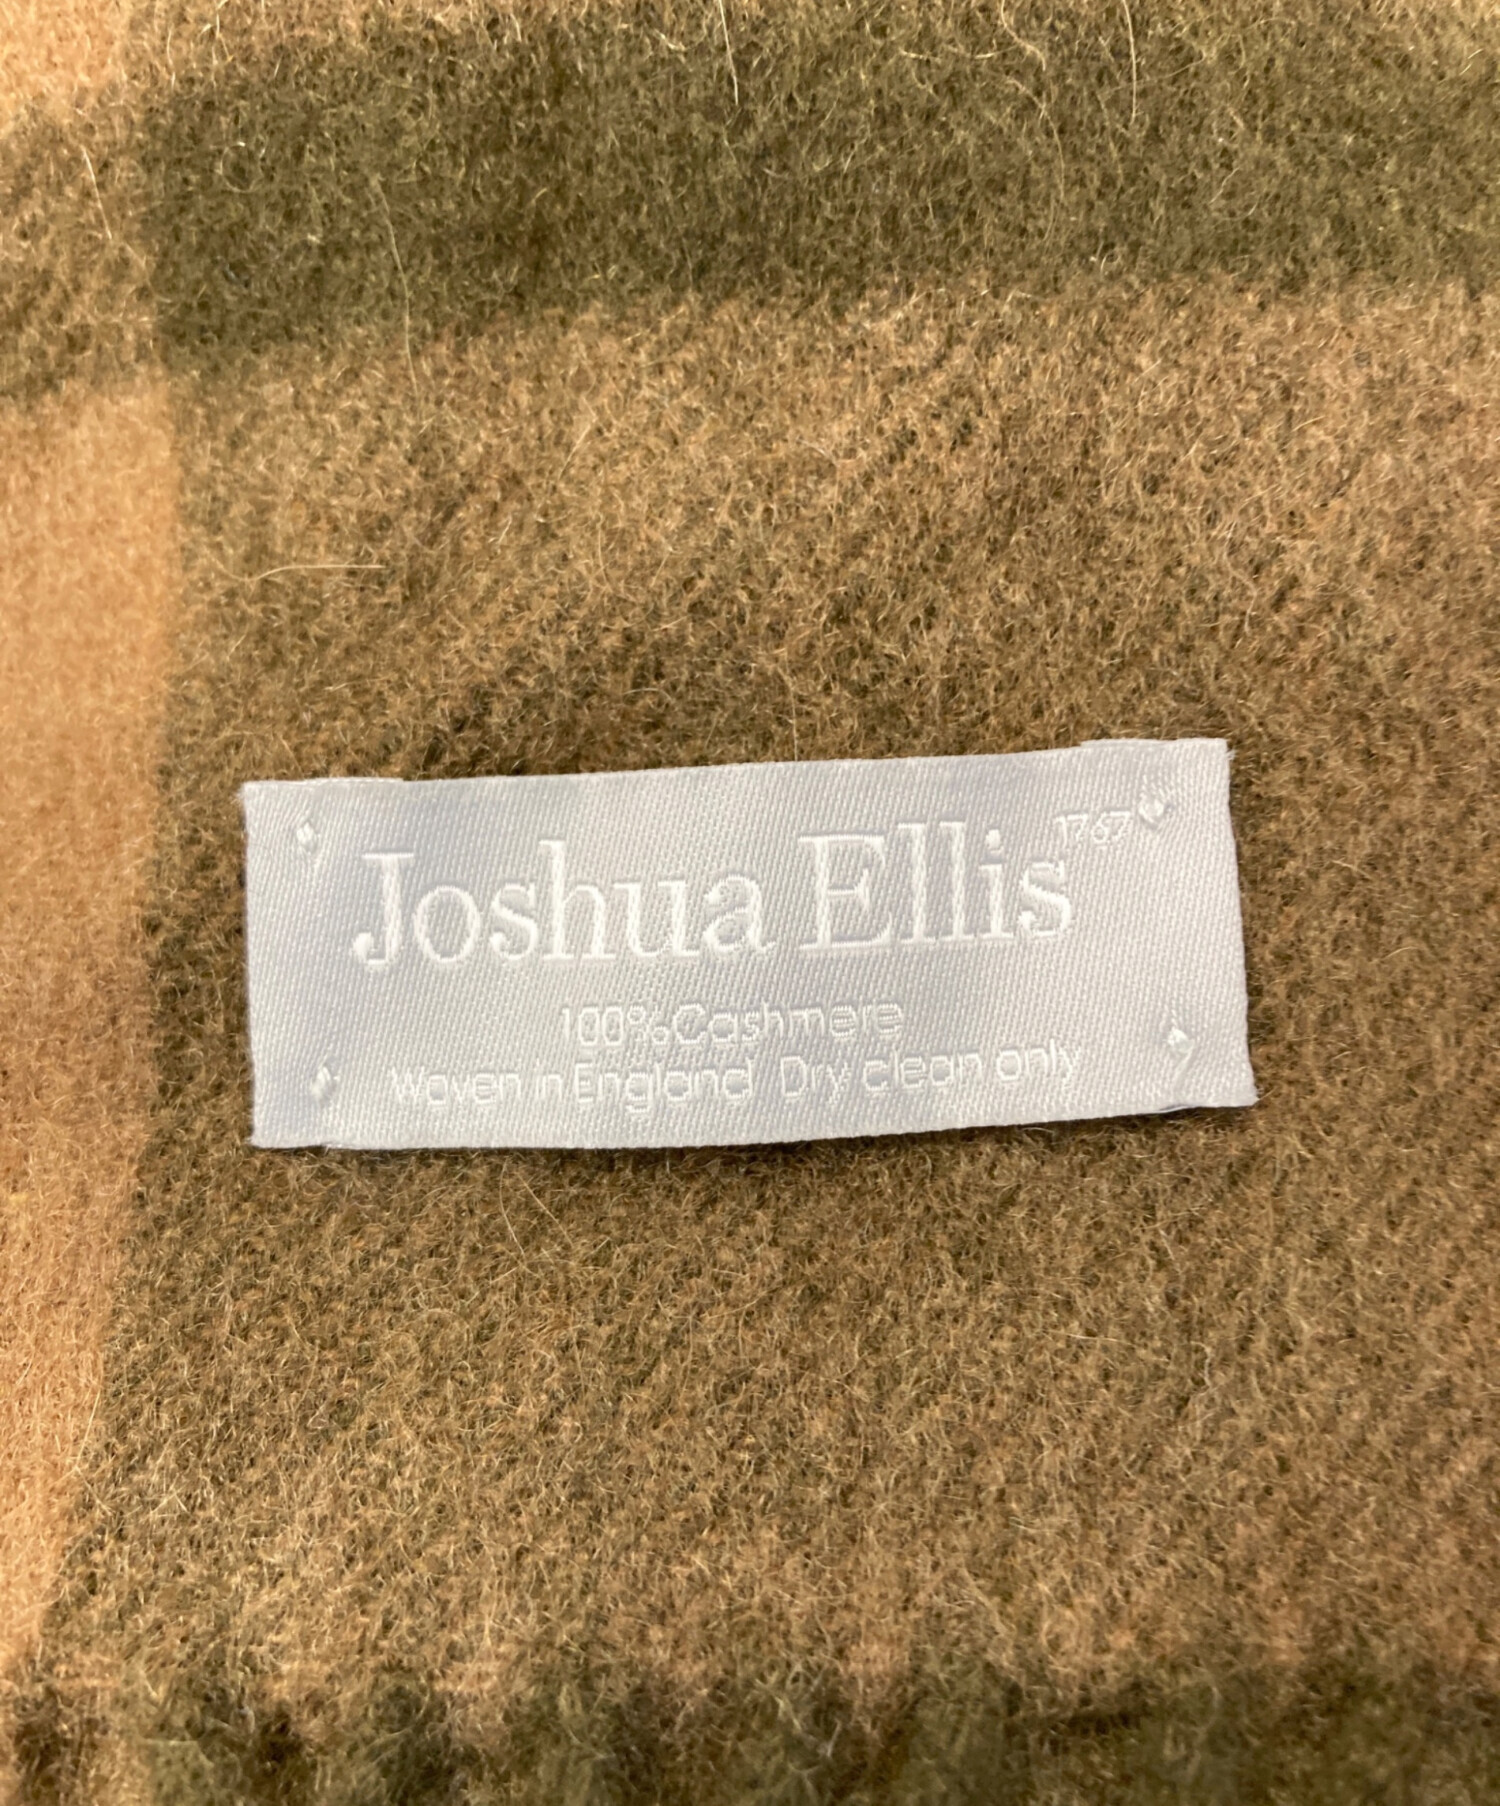 Joshua Ellis 1767
100% Cashmere
Woven in England Dry clean only